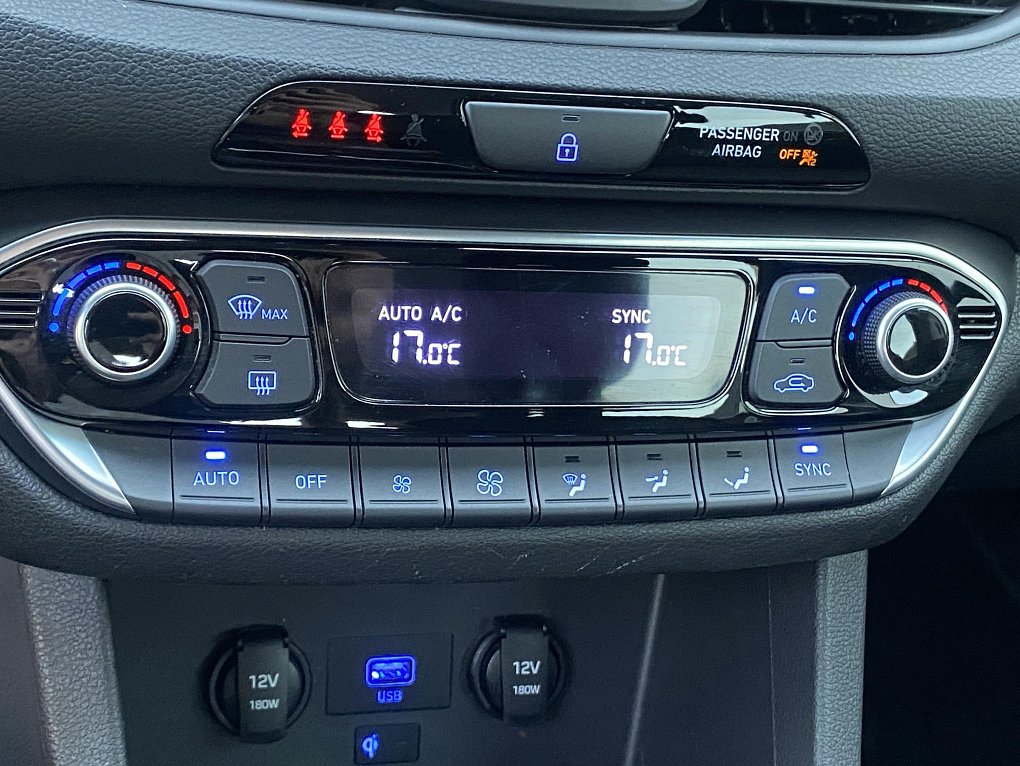 PASSENGER ON
AIRBAG OFF
MAX
AUTO A/C SYNC
17.0°C 17.0°C
A/C
AUTO OFF SYNC
12V 12V
180W 180W
USB